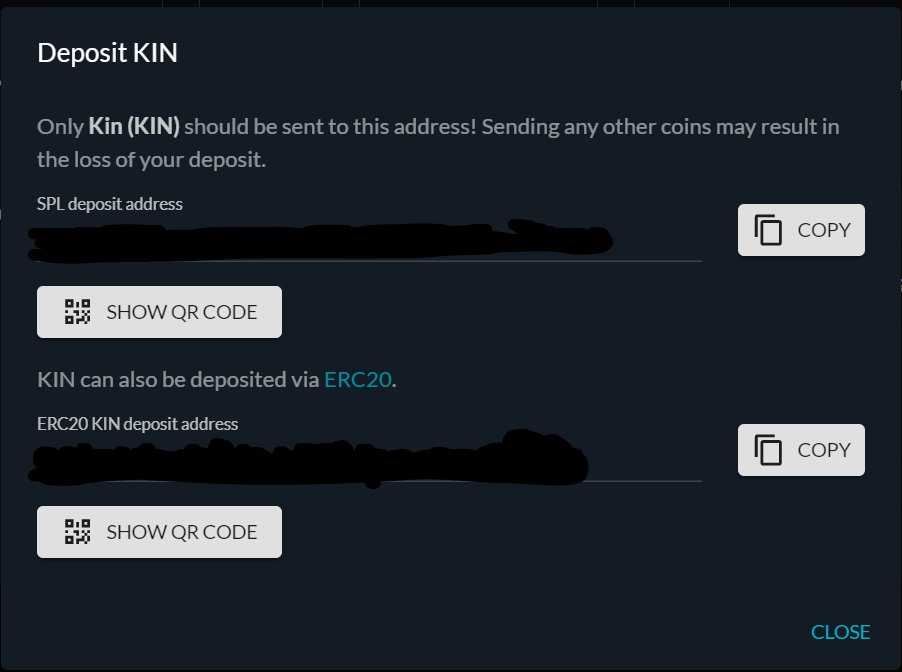 Deposit KIN
Only Kin (KIN) should be sent to this address! Sending any other coins may result in
the loss of your deposit.
SPL deposit address
COPY
SHOW QR CODE
KIN can also be deposited via ERC20.
ERC20 KIN deposit address
COPY
SHOW QR CODE
CLOSE